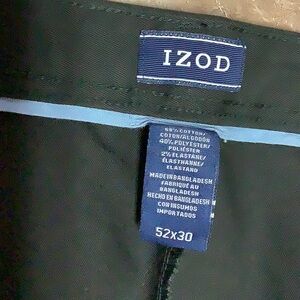 IZOD
58% COTTON/
COTON/ALGODÓN
40% POLYESTER/
POLIÉSTER
2% ELASTANE/
ÉLASTHANNE/
ELASTANO
MADE IN BANGLADESH
FABRIQUÉ AU
BANGLADESH
HECHO EN BANGLADESH
CON INSUMOS
IMPORTADOS
52x30